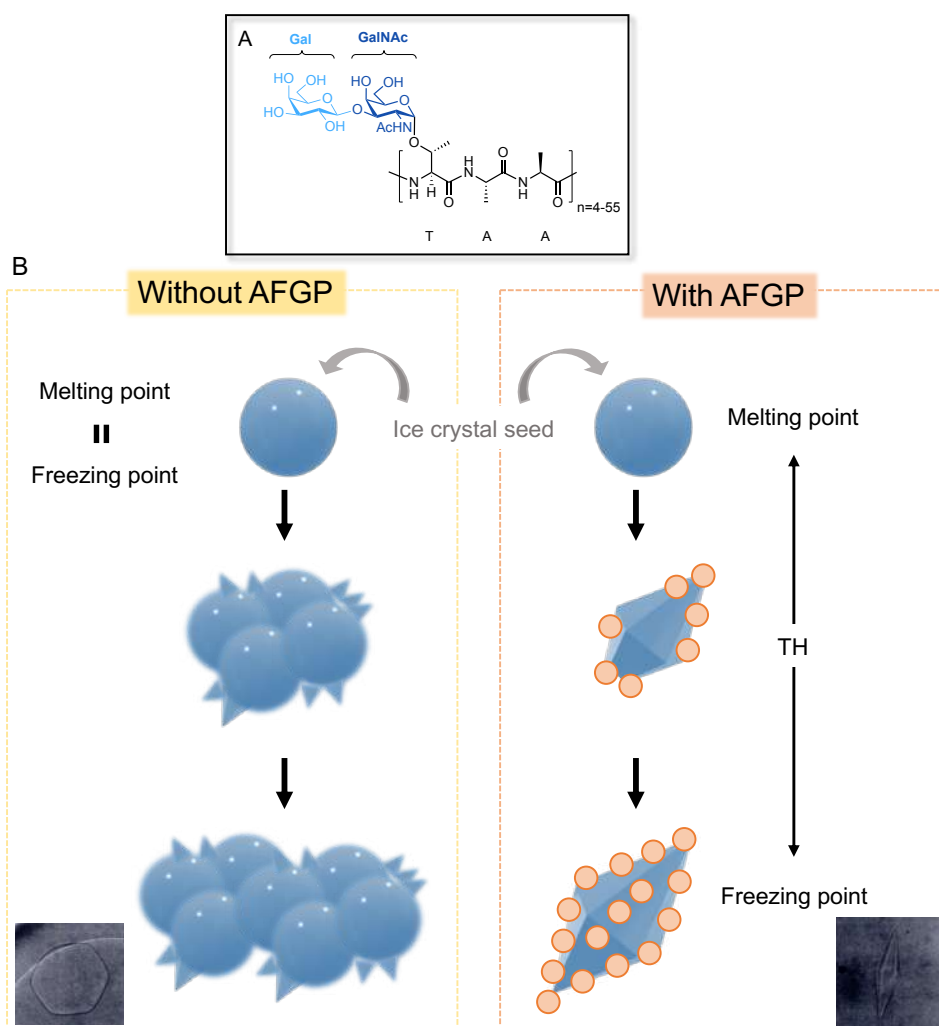 A
Gal
GalNAc
HO
OH
O
HO
OH
O
HO
OH
O
AcHN
O
N
H
H
O
H
N
O
N
H
O
n=4-55
T A A
B
Without AFGP
With AFGP
Melting point
Freezing point
Ice crystal seed
Melting point
TH
Freezing point